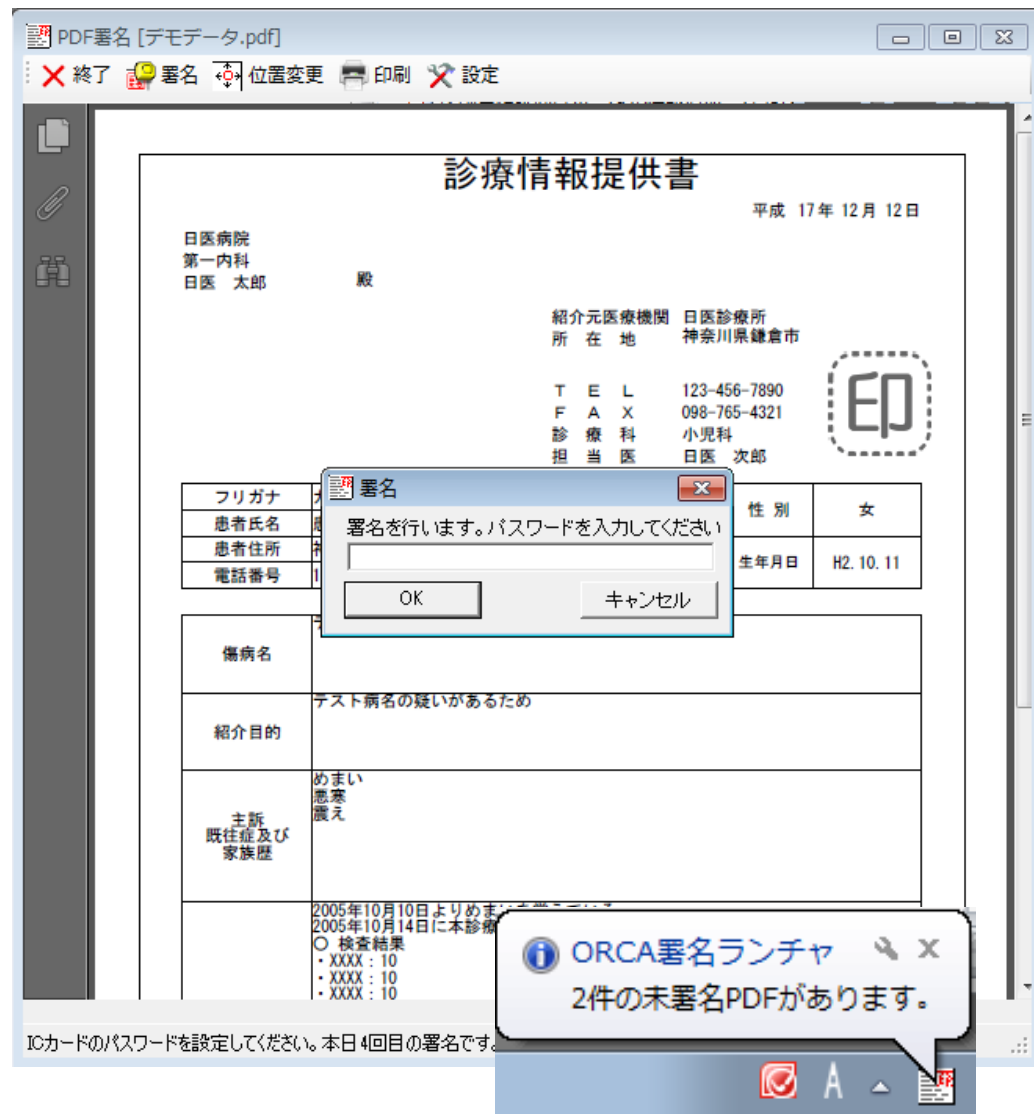 PDF署名 [デモデータ.pdf]
終了 署名 位置変更 印刷 設定
診療情報提供書
平成 17年 12月 12日
日医病院
第一内科
日医 太郎 殿
紹介元医療機関 日医診療所
所 在 地 神奈川県鎌倉市
T E L 123-456-7890
F A X 098-765-4321
診 療 科 小児科
担 当 医 日医 次郎
印
フリガナ
患者氏名
患者住所
電話番号 1
性 別 女
生年月日 H2.10.11
署名
署名を行います。パスワードを入力してください
OK キャンセル
傷病名
紹介目的
テスト病名の疑いがあるため
主訴
既往症及び
家族歴
めまい
悪寒
震え
2005年10月10日よりめま
2005年10月14日に本診療
○ 検査結果
・XXXX : 10
・XXXX : 10
・XXXX : 10
ICカードのパスワードを設定してください。本日4回目の署名です。
ORCA署名ランチャ
2件の未署名PDFがあります。
A